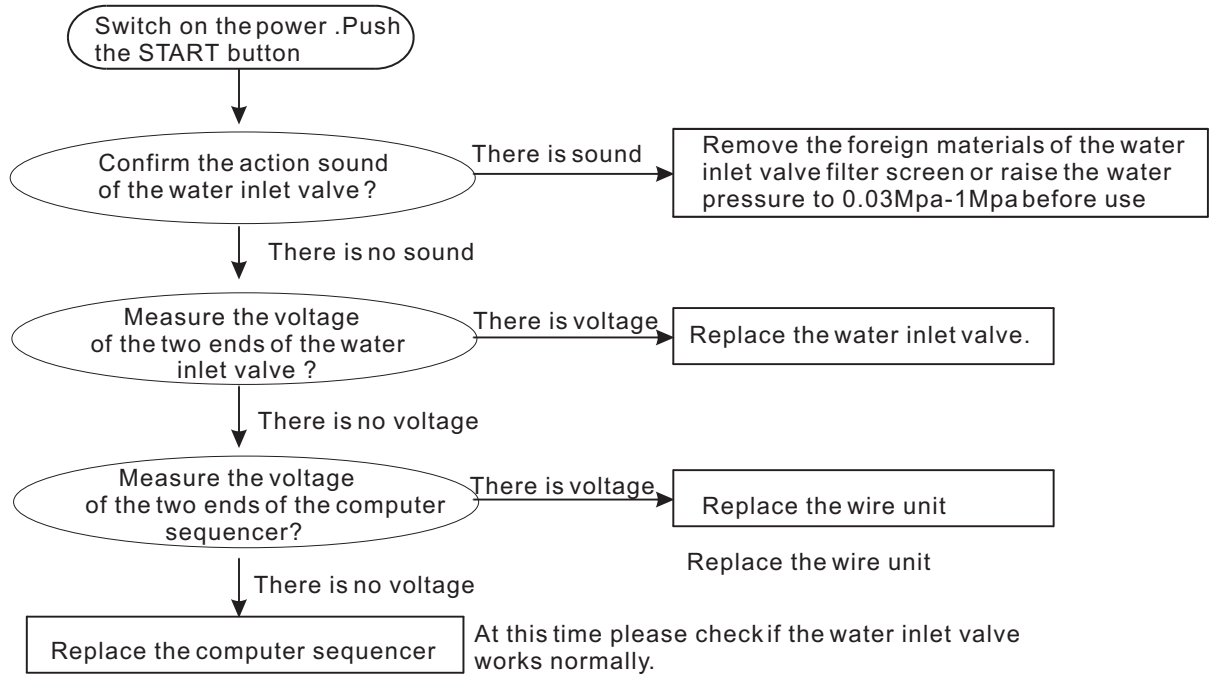 Switch on the power .Push
the START button
Confirm the action sound
of the water inlet valve ?
There is sound
Remove the foreign materials of the water
inlet valve filter screen or raise the water
pressure to 0.03Mpa-1Mpa before use
There is no sound
Measure the voltage
of the two ends of the water
inlet valve ?
There is voltage
Replace the water inlet valve.
There is no voltage
Measure the voltage
of the two ends of the computer
sequencer?
There is voltage
Replace the wire unit
Replace the wire unit
There is no voltage
Replace the computer sequencer
At this time please check if the water inlet valve
works normally.